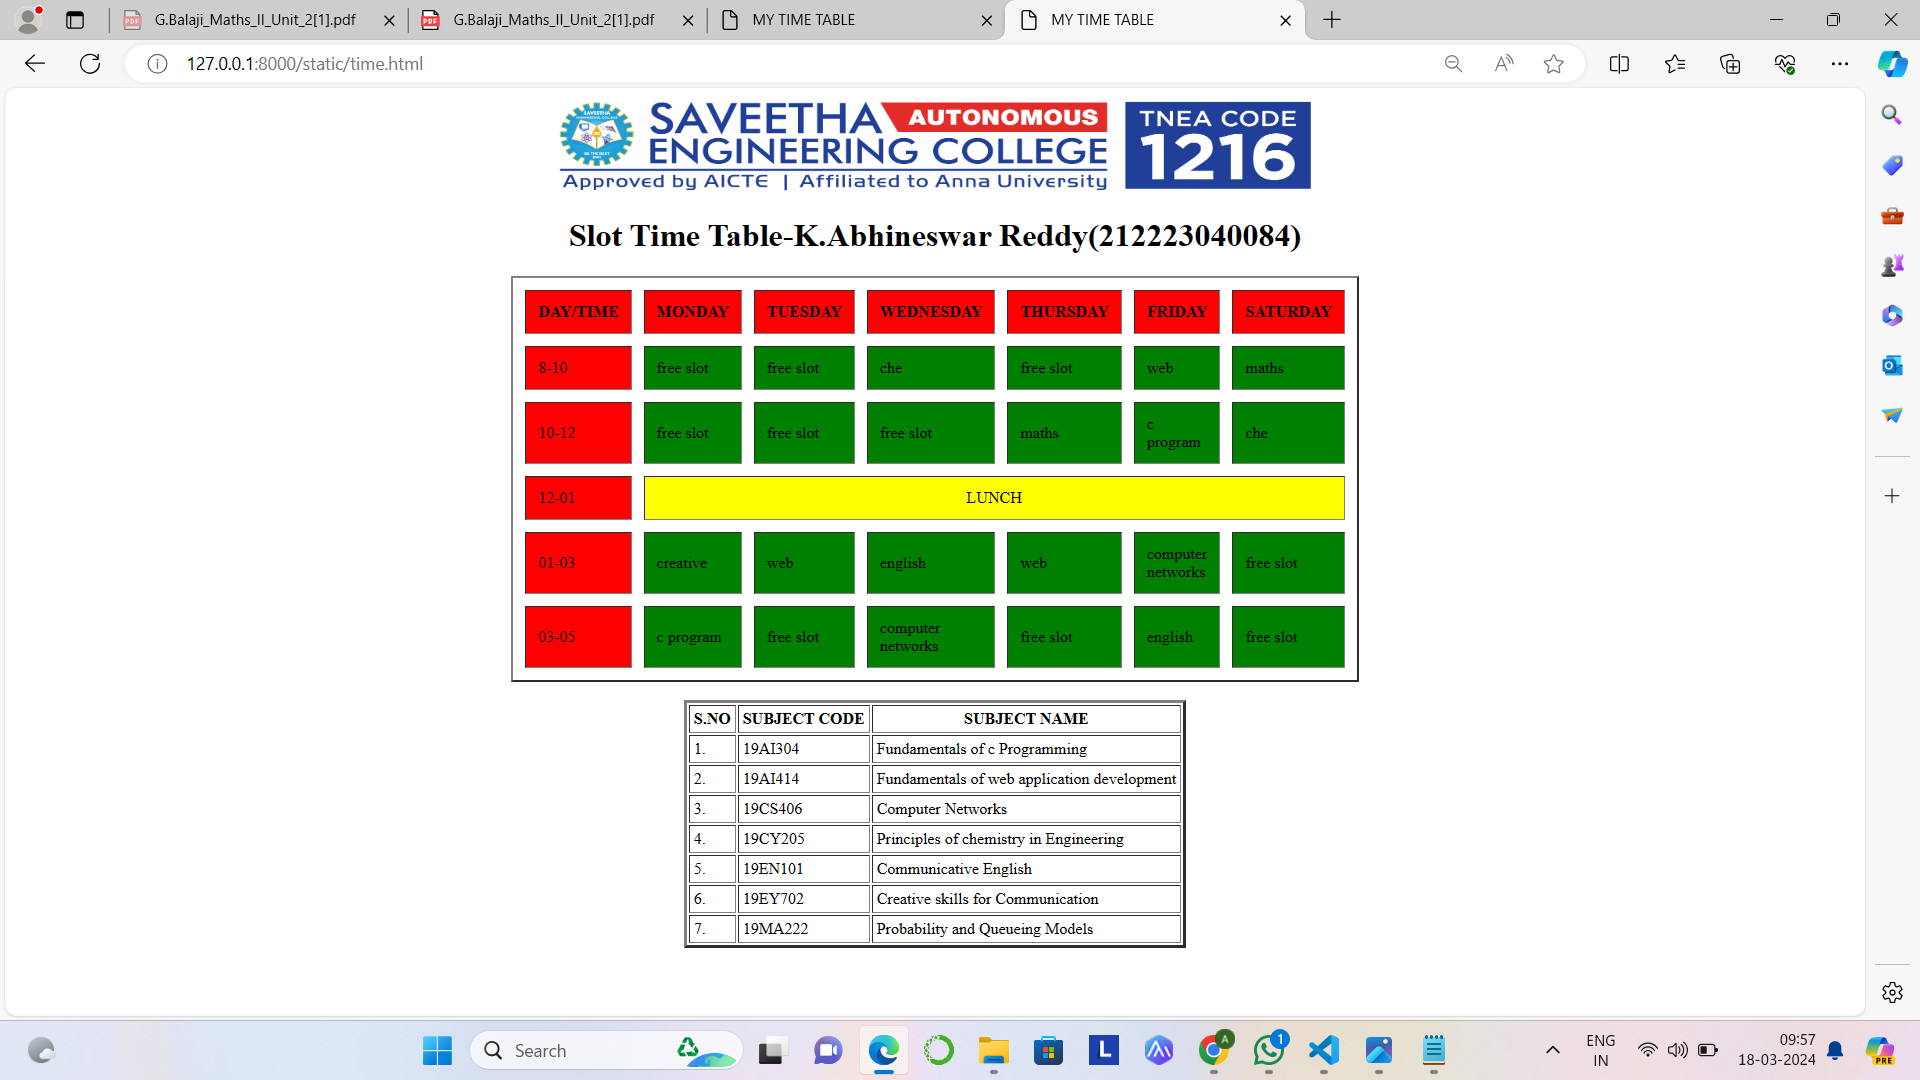 G.Balaji_Maths_II_Unit_2[1].pdf
G.Balaji_Maths_II_Unit_2[1].pdf
MY TIME TABLE
MY TIME TABLE
127.0.0.1:8000/static/time.html
SAVEETHA AUTONOMOUS
ENGINEERING COLLEGE
Approved by AICTE | Affiliated to Anna University
TNEA CODE
1216
Slot Time Table-K.Abhineswar Reddy(212223040084)
DAY/TIME MONDAY TUESDAY WEDNESDAY THURSDAY FRIDAY SATURDAY
8-10 free slot free slot che free slot web maths
10-12 free slot free slot free slot maths c program che
12-01 LUNCH
01-03 creative web english web computer networks free slot
03-05 c program free slot computer networks free slot english free slot
S.NO SUBJECT CODE SUBJECT NAME
1. 19AI304 Fundamentals of c Programming
2. 19AI414 Fundamentals of web application development
3. 19CS406 Computer Networks
4. 19CY205 Principles of chemistry in Engineering
5. 19EN101 Communicative English
6. 19EY702 Creative skills for Communication
7. 19MA222 Probability and Queueing Models
Search
L
A
1
ENG
IN
09:57
18-03-2024
PRE